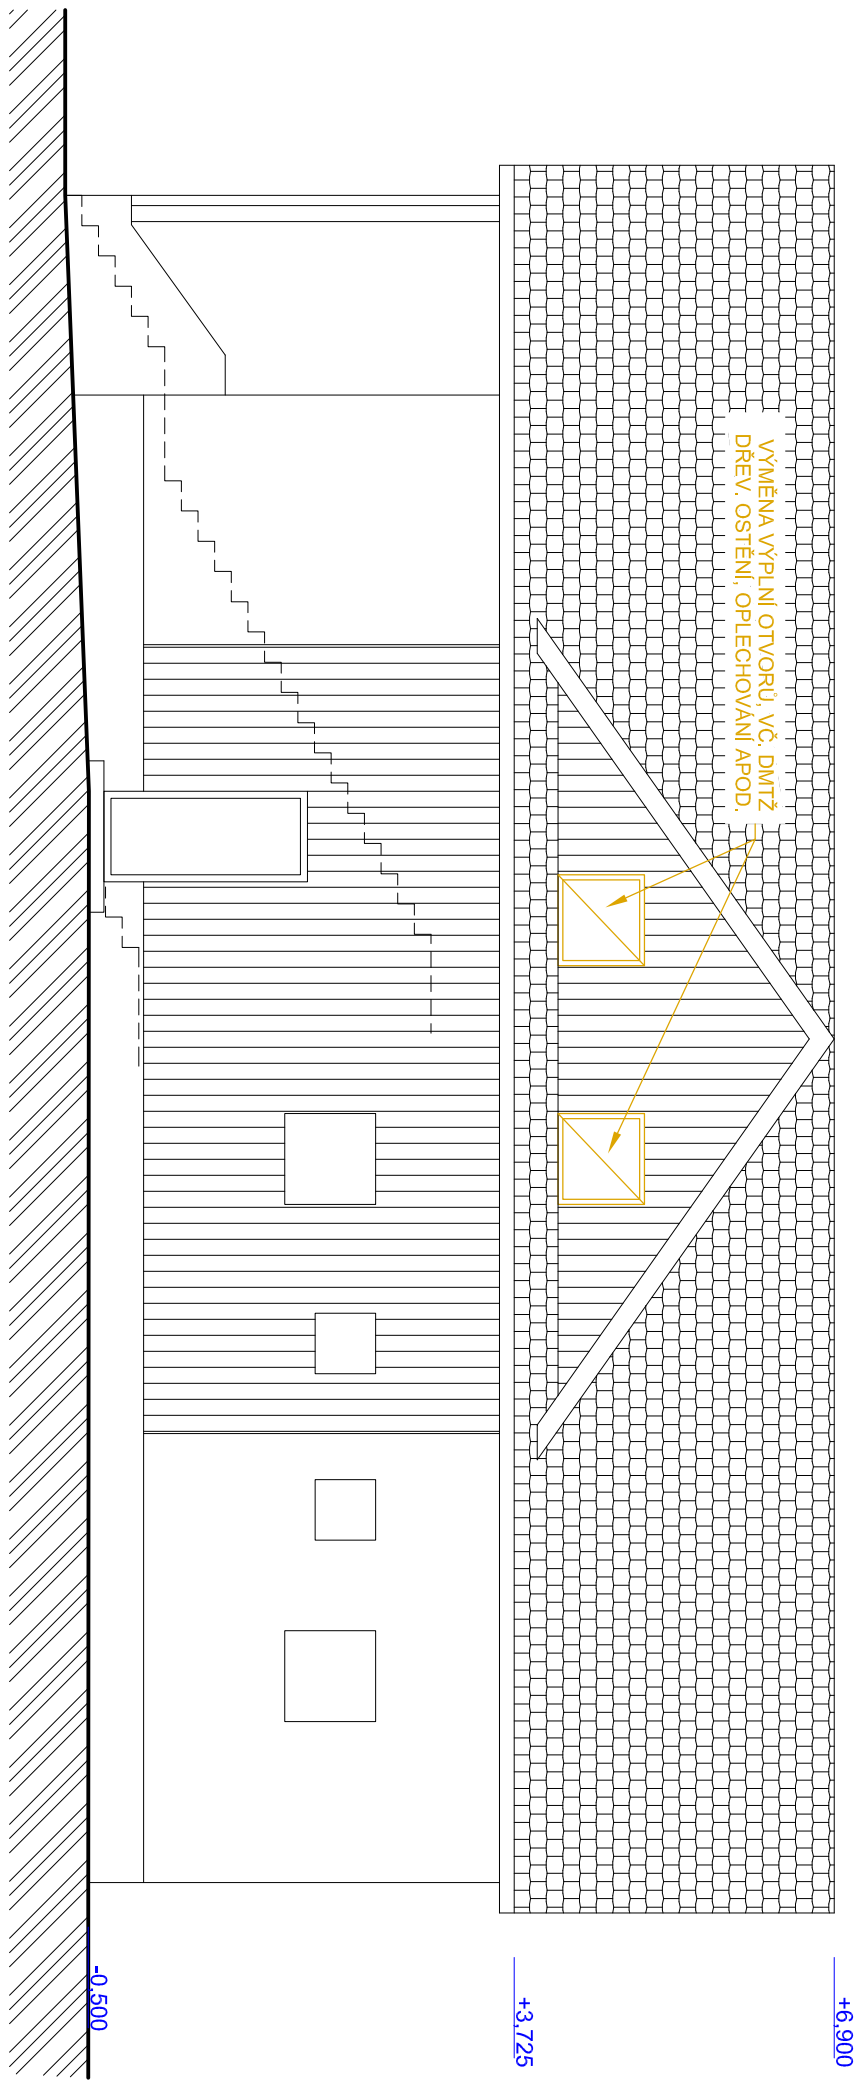 VÝMĚNA VÝPLNÍ OTVORŮ, VČ. DMTŽ
DŘEV. OSTĚNÍ, OPLECHOVÁNÍ APOD.
+6,900
+3,725
-0,500